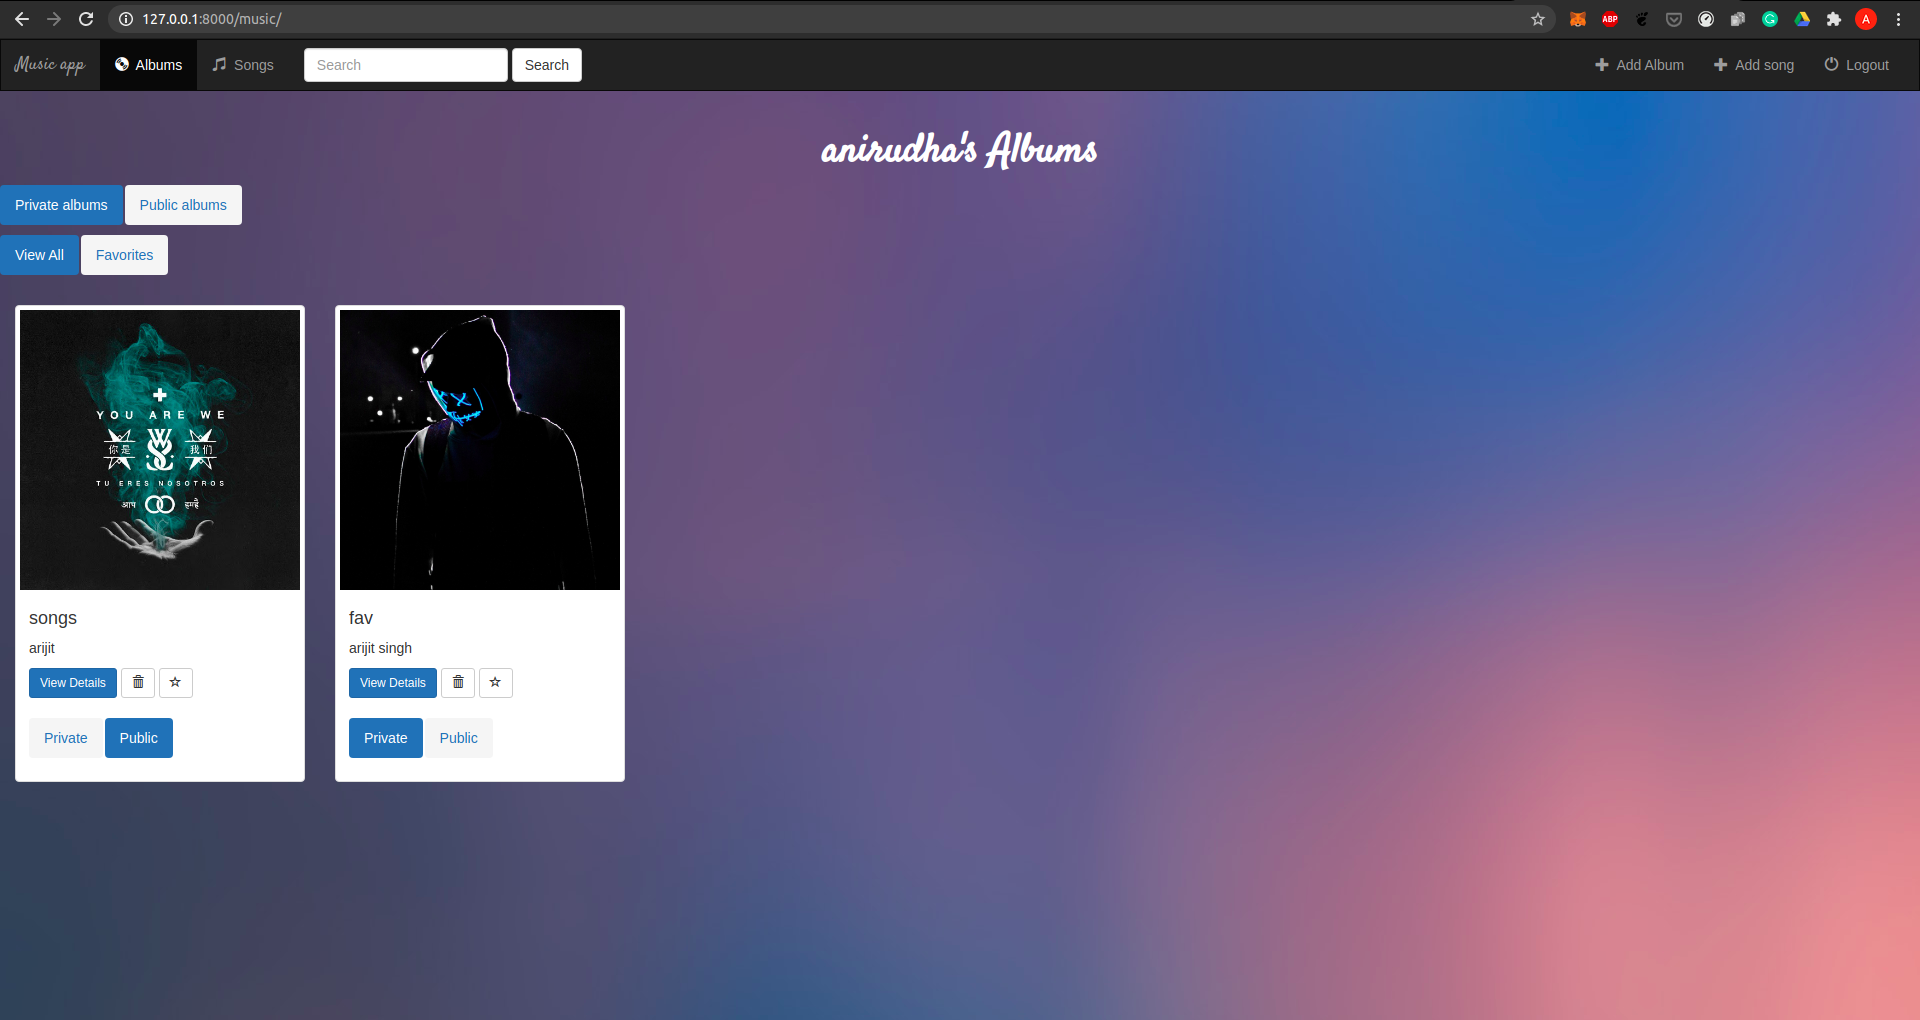 127.0.0.1:8000/music/
ABP
A
Music app Albums Songs Search Search Add Album Add song Logout
anirudha's Albums
Private albums Public albums
View All Favorites
YOU ARE WE
你是 我们
TU ERES NOSOTROS
आप हमहै
songs
arijit
View Details
Private Public
fav
arijit singh
View Details
Private Public